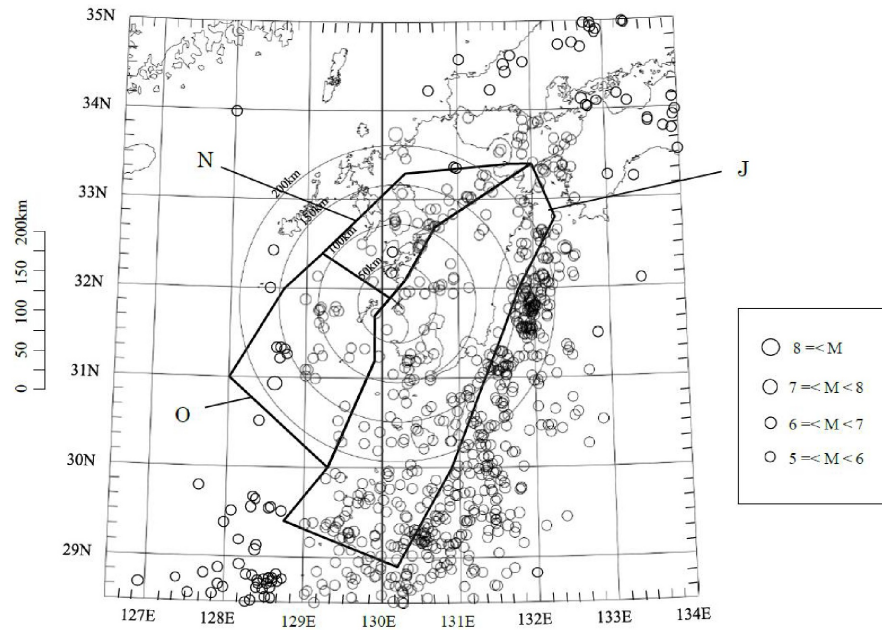 35N
34N
33N
32N
31N
30N
29N
127E 128E 129E 130E 131E 132E 133E 134E
N
J
O
200km
150km
100km
50km
200km
150
100
50
0
8 =< M
7 =< M < 8
6 =< M < 7
5 =< M < 6